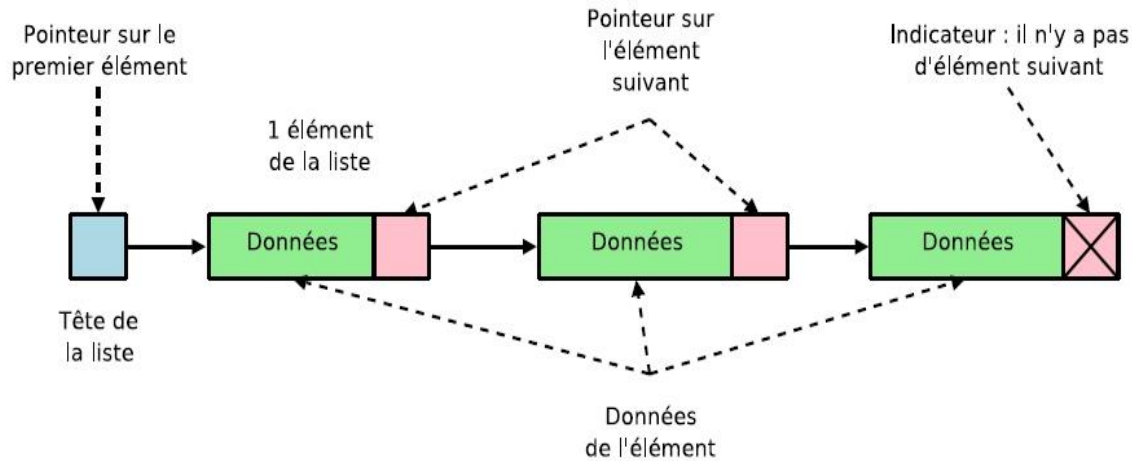 Pointeur sur le
premier élément
Pointeur sur
l'élément
suivant
Indicateur : il n'y a pas
d'élément suivant
1 élément
de la liste
Données
Données
Données
Tête de
la liste
Données
de l'élément